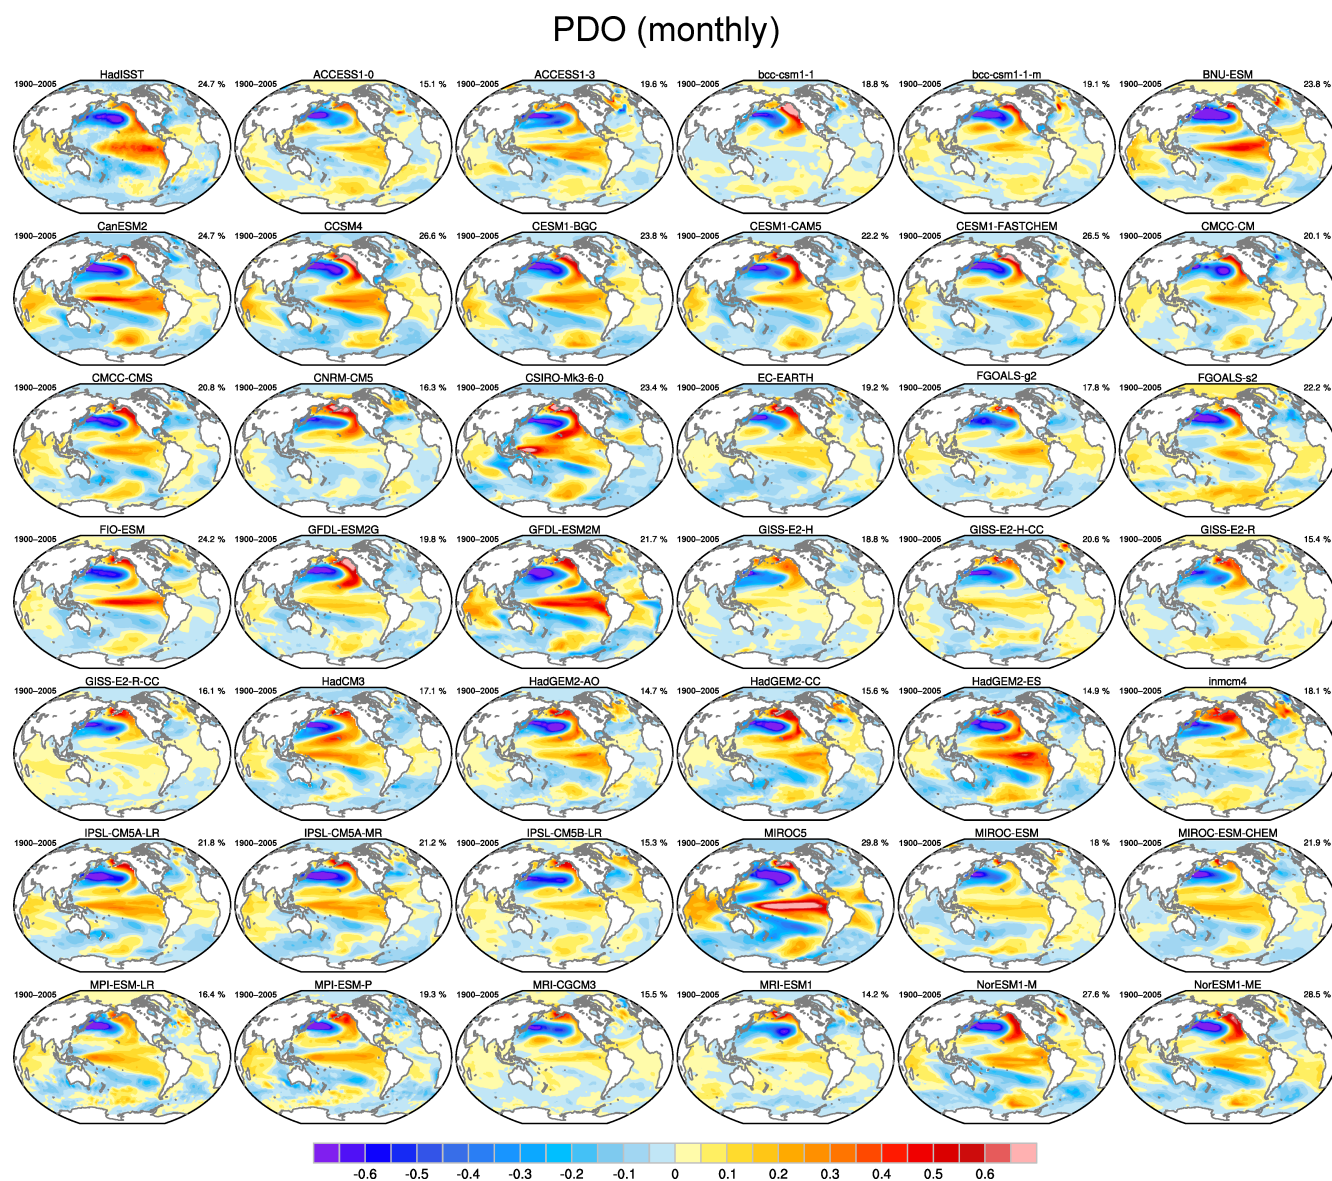 PDO (monthly)
HadISST
1900–2005 24.7 %
ACCESS1-0
1900–2005 15.1 %
ACCESS1-3
1900–2005 19.6 %
bcc-csm1-1
1900–2005 18.8 %
bcc-csm1-1-m
1900–2005 19.1 %
BNU-ESM
1900–2005 23.8 %
CanESM2
1900–2005 24.7 %
CCSM4
1900–2005 26.6 %
CESM1-BGC
1900–2005 23.8 %
CESM1-CAM5
1900–2005 22.2 %
CESM1-FASTCHEM
1900–2005 26.5 %
CMCC-CM
1900–2005 20.1 %
CMCC-CMS
1900–2005 20.8 %
CNRM-CM5
1900–2005 16.3 %
CSIRO-Mk3-6-0
1900–2005 23.4 %
EC-EARTH
1900–2005 19.2 %
FGOALS-g2
1900–2005 17.8 %
FGOALS-s2
1900–2005 22.2 %
FIO-ESM
1900–2005 24.2 %
GFDL-ESM2G
1900–2005 19.8 %
GFDL-ESM2M
1900–2005 21.7 %
GISS-E2-H
1900–2005 18.8 %
GISS-E2-H-CC
1900–2005 20.6 %
GISS-E2-R
1900–2005 15.4 %
GISS-E2-R-CC
1900–2005 16.1 %
HadCM3
1900–2005 17.1 %
HadGEM2-AO
1900–2005 14.7 %
HadGEM2-CC
1900–2005 15.6 %
HadGEM2-ES
1900–2005 14.9 %
inmcm4
1900–2005 18.1 %
IPSL-CM5A-LR
1900–2005 21.8 %
IPSL-CM5A-MR
1900–2005 21.2 %
IPSL-CM5B-LR
1900–2005 15.3 %
MIROC5
1900–2005 29.8 %
MIROC-ESM
1900–2005 18 %
MIROC-ESM-CHEM
1900–2005 21.9 %
MPI-ESM-LR
1900–2005 16.4 %
MPI-ESM-P
1900–2005 19.3 %
MRI-CGCM3
1900–2005 15.5 %
MRI-ESM1
1900–2005 14.2 %
NorESM1-M
1900–2005 27.6 %
NorESM1-ME
1900–2005 28.5 %
-0.6 -0.5 -0.4 -0.3 -0.2 -0.1 0 0.1 0.2 0.3 0.4 0.5 0.6